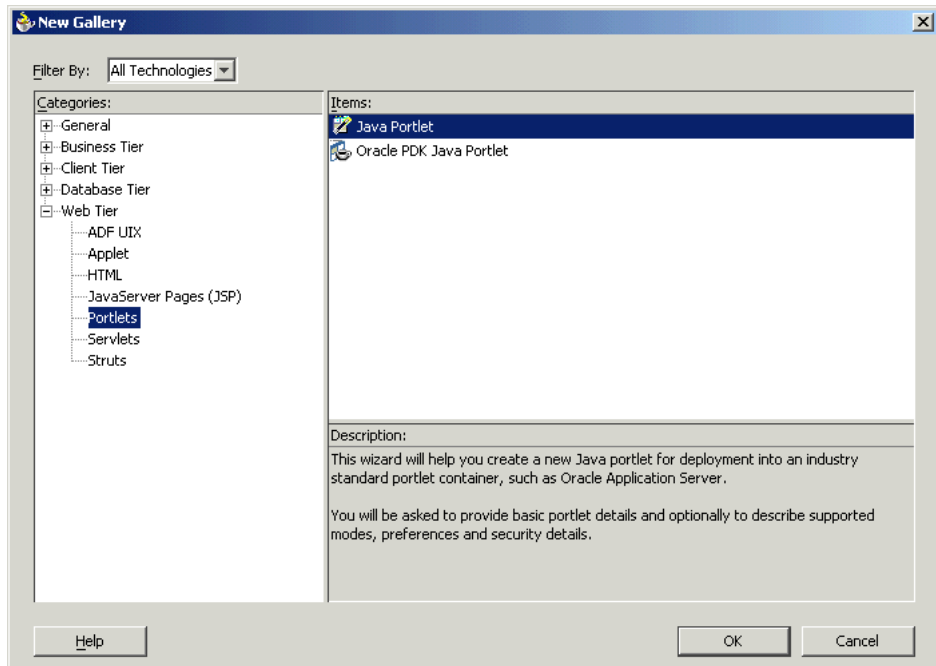 New Gallery
Filter By: All Technologies
Categories:
General
Business Tier
Client Tier
Database Tier
Web Tier
ADF UIX
Applet
HTML
JavaServer Pages (JSP)
Portlets
Servlets
Struts
Items:
Java Portlet
Oracle PDK Java Portlet
Description:
This wizard will help you create a new Java portlet for deployment into an industry
standard portlet container, such as Oracle Application Server.
You will be asked to provide basic portlet details and optionally to describe supported
modes, preferences and security details.
Help
OK
Cancel